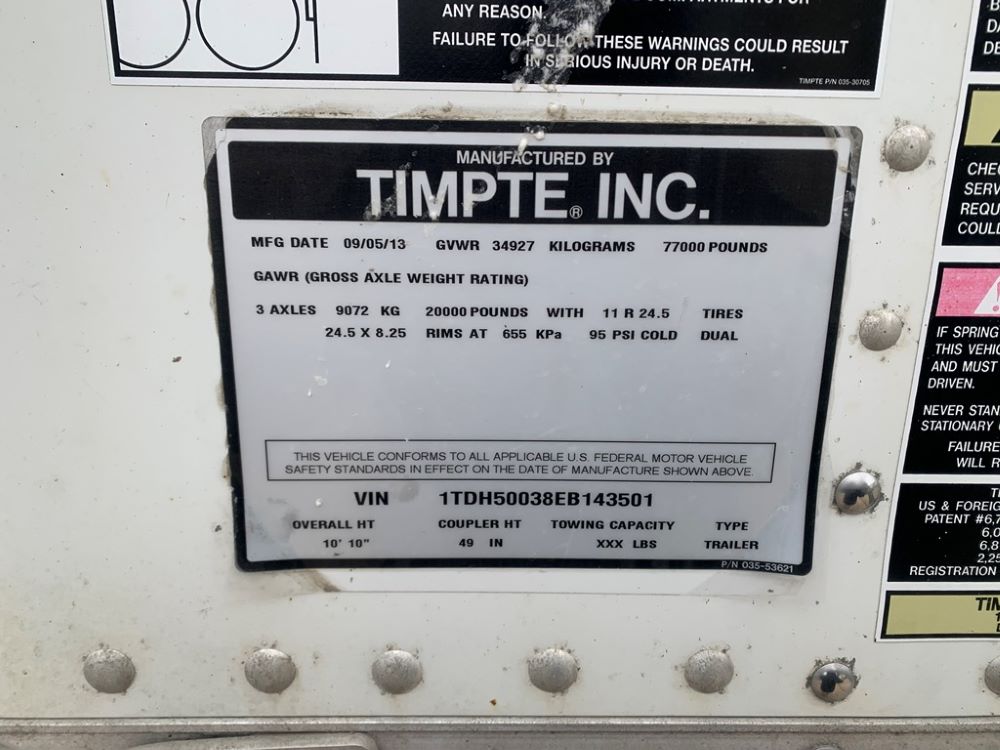 ANY REASON.
FAILURE TO FOLLOW THESE WARNINGS COULD RESULT
IN SERIOUS INJURY OR DEATH.
TIMPTE P/N 035-30705
MANUFACTURED BY
TIMPTE® INC.
MFG DATE 09/05/13 GVWR 34927 KILOGRAMS 77000 POUNDS
GAWR (GROSS AXLE WEIGHT RATING)
3 AXLES 9072 KG 20000 POUNDS WITH 11 R 24.5 TIRES
24.5 X 8.25 RIMS AT 655 KPa 95 PSI COLD DUAL
THIS VEHICLE CONFORMS TO ALL APPLICABLE U.S. FEDERAL MOTOR VEHICLE
SAFETY STANDARDS IN EFFECT ON THE DATE OF MANUFACTURE SHOWN ABOVE.
VIN 1TDH50038EB143501
OVERALL HT COUPLER HT TOWING CAPACITY TYPE
10' 10" 49 IN XXX LBS TRAILER
P/N 035-53621
IF SPRING
THIS VEHIC
AND MUST
DRIVEN.
NEVER STAN
STATIONARY
FAILURE
WILL R
US & FOREIG
PATENT #6,7
6,0
6,8
2,25
REGISTRATION